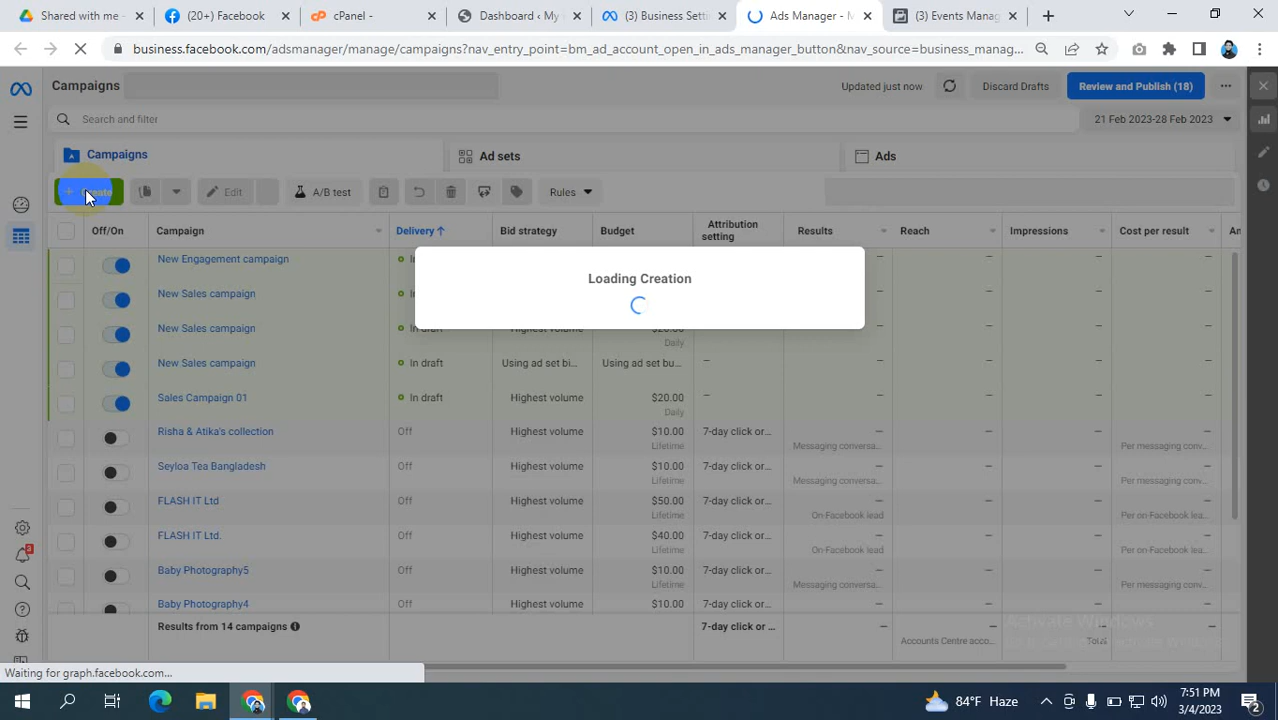 Shared with me -
(20+) Facebook
cPanel -
Dashboard ‹ My
(3) Business Setti
Ads Manager - M
(3) Events Manag
business.facebook.com/adsmanager/manage/campaigns?nav_entry_point=bm_ad_account_open_in_ads_manager_button&nav_source=business_manag...
Campaigns
Updated just now
Discard Drafts
Review and Publish (18)
Search and filter
21 Feb 2023-28 Feb 2023
Campaigns
Ad sets
Ads
+ Create
Edit
A/B test
Rules
Off/On
Campaign
Delivery ↑
Bid strategy
Budget
Attribution setting
Results
Reach
Impressions
Cost per result
New Engagement campaign
New Sales campaign
New Sales campaign
Daily
New Sales campaign
In draft
Using ad set bi...
Using ad set bu...
—
Sales Campaign 01
In draft
Highest volume
$20.00
Daily
Risha & Atika's collection
Off
Highest volume
$10.00
Lifetime
7-day click or...
Messaging conversa...
Per messaging conv...
Seyloa Tea Bangladesh
Off
Highest volume
$10.00
Lifetime
7-day click or...
Messaging conversa...
Per messaging conv...
FLASH IT Ltd
Off
Highest volume
$50.00
Lifetime
7-day click or...
On-Facebook lead
Per on-Facebook lea...
FLASH IT Ltd.
Off
Highest volume
$40.00
Lifetime
7-day click or...
On-Facebook lead
Per on-Facebook lea...
Baby Photography5
Off
Highest volume
$10.00
Lifetime
7-day click or...
Messaging conversa...
Per messaging conv...
Baby Photography4
Off
Highest volume
$10.00
7-day click or...
Loading Creation
Results from 14 campaigns
7-day click or ...
Accounts Centre acco...
Total
Activate Windows
3
Waiting for graph.facebook.com...
84°F Haze
7:51 PM
3/4/2023
2